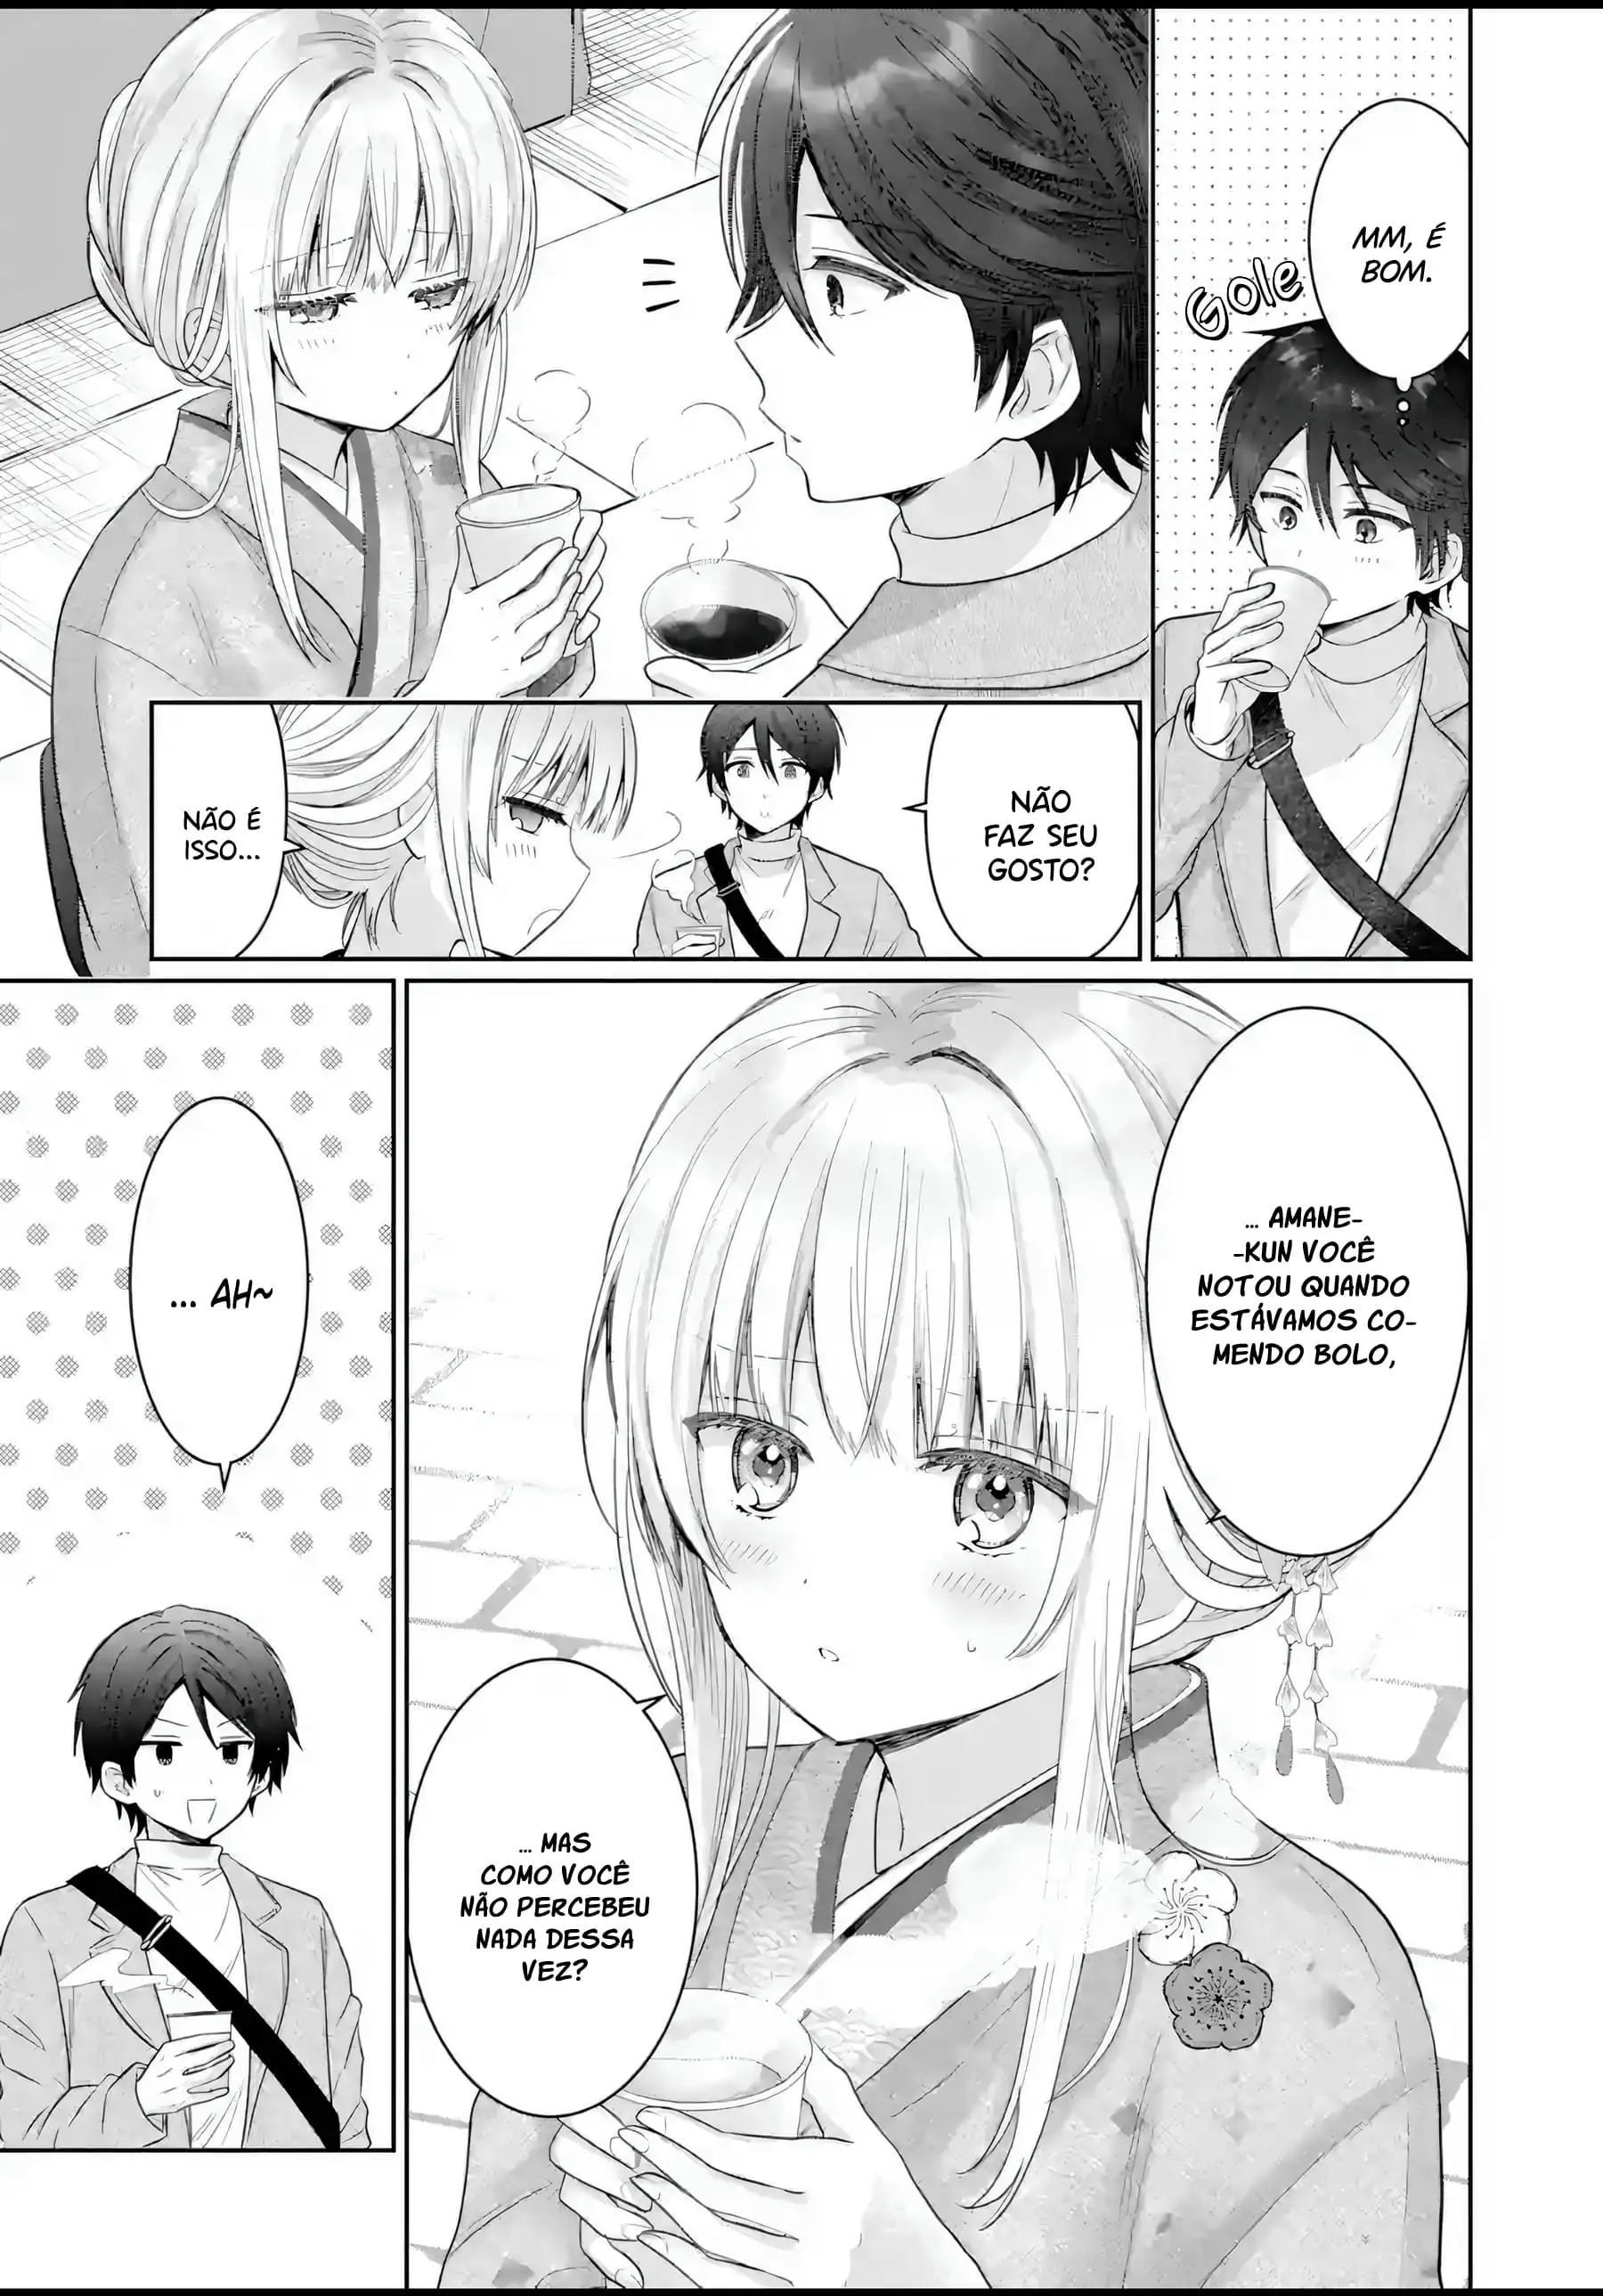 MM, É
BOM.
Gole
NÃO
FAZ SEU
GOSTO?
NÃO É
ISSO...
... AMANE-
-KUN VOCÊ
NOTOU QUANDO
ESTÁVAMOS CO-
MENDO BOLO,
... MAS
COMO VOCÊ
NÃO PERCEBEU
NADA DESSA
VEZ?
... AH~